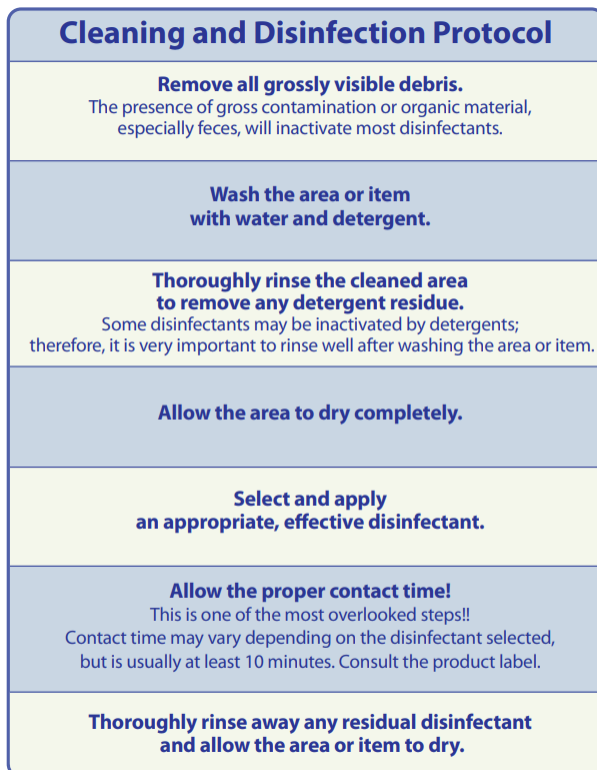 Cleaning and Disinfection Protocol
Remove all grossly visible debris.
The presence of gross contamination or organic material,
especially feces, will inactivate most disinfectants.
Wash the area or item
with water and detergent.
Thoroughly rinse the cleaned area
to remove any detergent residue.
Some disinfectants may be inactivated by detergents;
therefore, it is very important to rinse well after washing the area or item.
Allow the area to dry completely.
Select and apply
an appropriate, effective disinfectant.
Allow the proper contact time!
This is one of the most overlooked steps!!
Contact time may vary depending on the disinfectant selected,
but is usually at least 10 minutes. Consult the product label.
Thoroughly rinse away any residual disinfectant
and allow the area or item to dry.